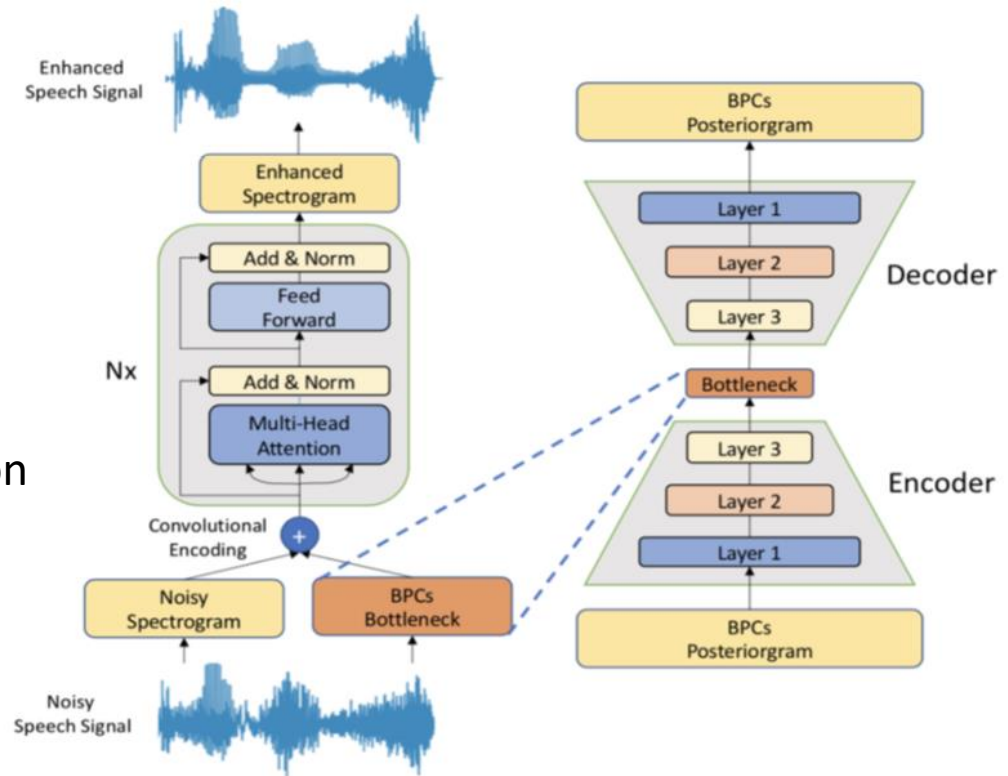 Enhanced
Speech Signal
Enhanced
Spectrogram
Add & Norm
Feed
Forward
Nx
Add & Norm
Multi-Head
Attention
on
Convolutional
Encoding
+
Noisy
Spectrogram
BPCs
Bottleneck
Noisy
Speech Signal
BPCs
Posteriorgram
Layer 1
Layer 2
Decoder
Layer 3
Bottleneck
Layer 3
Encoder
Layer 2
Layer 1
BPCs
Posteriorgram